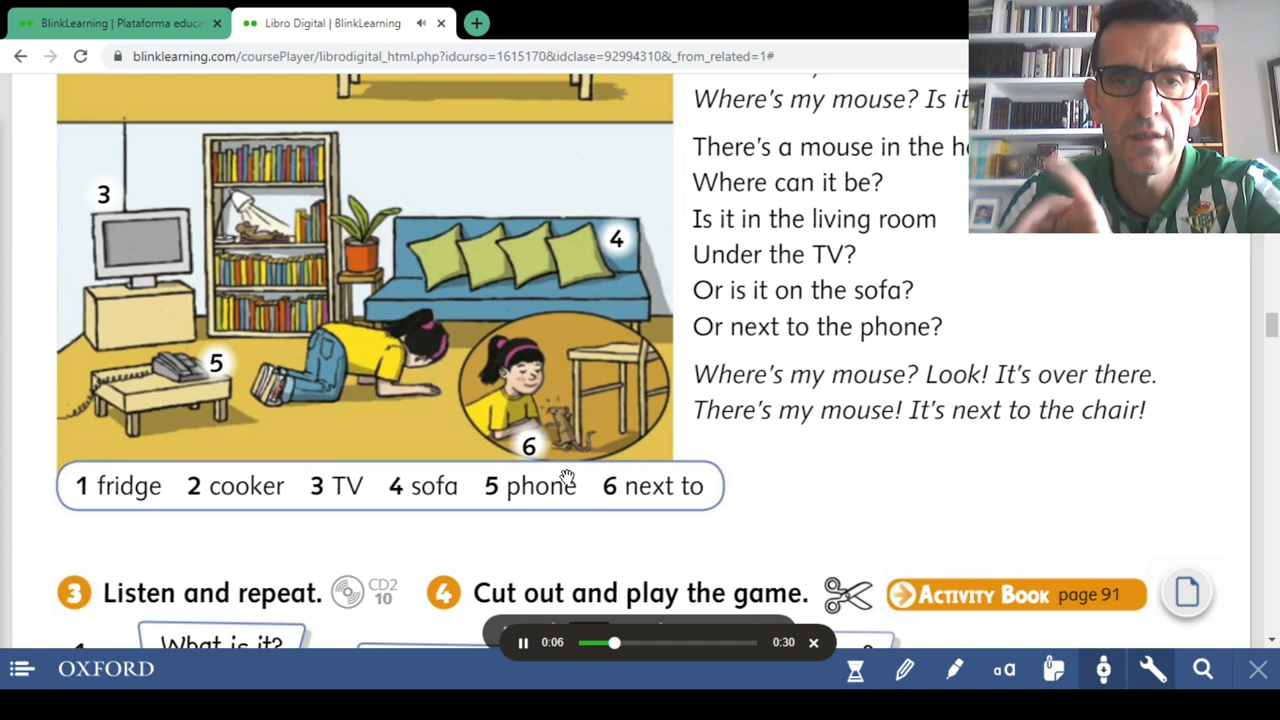 BlinkLearning | Plataforma educa
Libro Digital | BlinkLearning
blinklearning.com/coursePlayer/librodigital_html.php?idcurso=1615170&idclase=92994310&_from_related=1#
Where's my mouse? Is it
There's a mouse in the
Where can it be?
Is it in the living room
Under the TV?
Or is it on the sofa?
Or next to the phone?
Where's my mouse? Look! It's over there.
There's my mouse! It's next to the chair!
3
4
5
6
1 fridge 2 cooker 3 TV 4 sofa 5 phone 6 next to
3 Listen and repeat. CD2 10
4 Cut out and play the game. ACTIVITY BOOK page 91
What is it?
0:06 0:30
OXFORD
aA